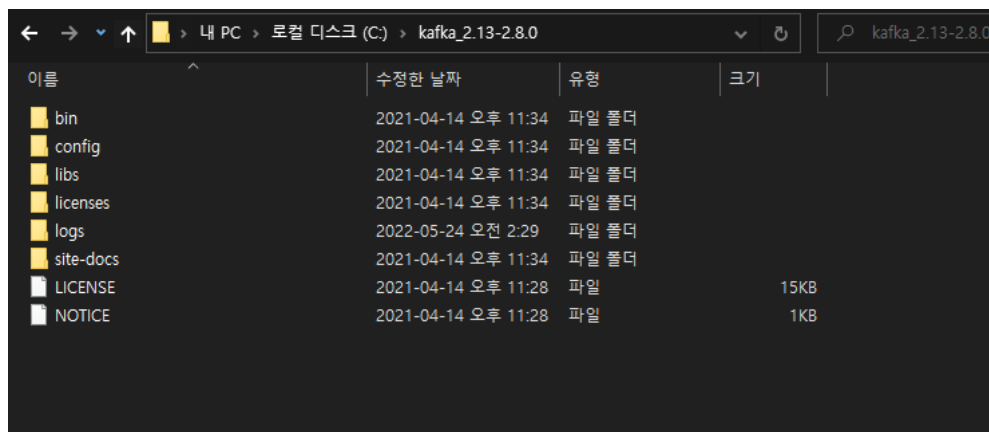 내 PC > 로컬 디스크 (C:) > kafka_2.13-2.8.0 kafka_2.13-2.8.0
이름 수정한 날짜 유형 크기
bin 2021-04-14 오후 11:34 파일 폴더
config 2021-04-14 오후 11:34 파일 폴더
libs 2021-04-14 오후 11:34 파일 폴더
licenses 2021-04-14 오후 11:34 파일 폴더
logs 2022-05-24 오전 2:29 파일 폴더
site-docs 2021-04-14 오후 11:34 파일 폴더
LICENSE 2021-04-14 오후 11:28 파일 15KB
NOTICE 2021-04-14 오후 11:28 파일 1KB